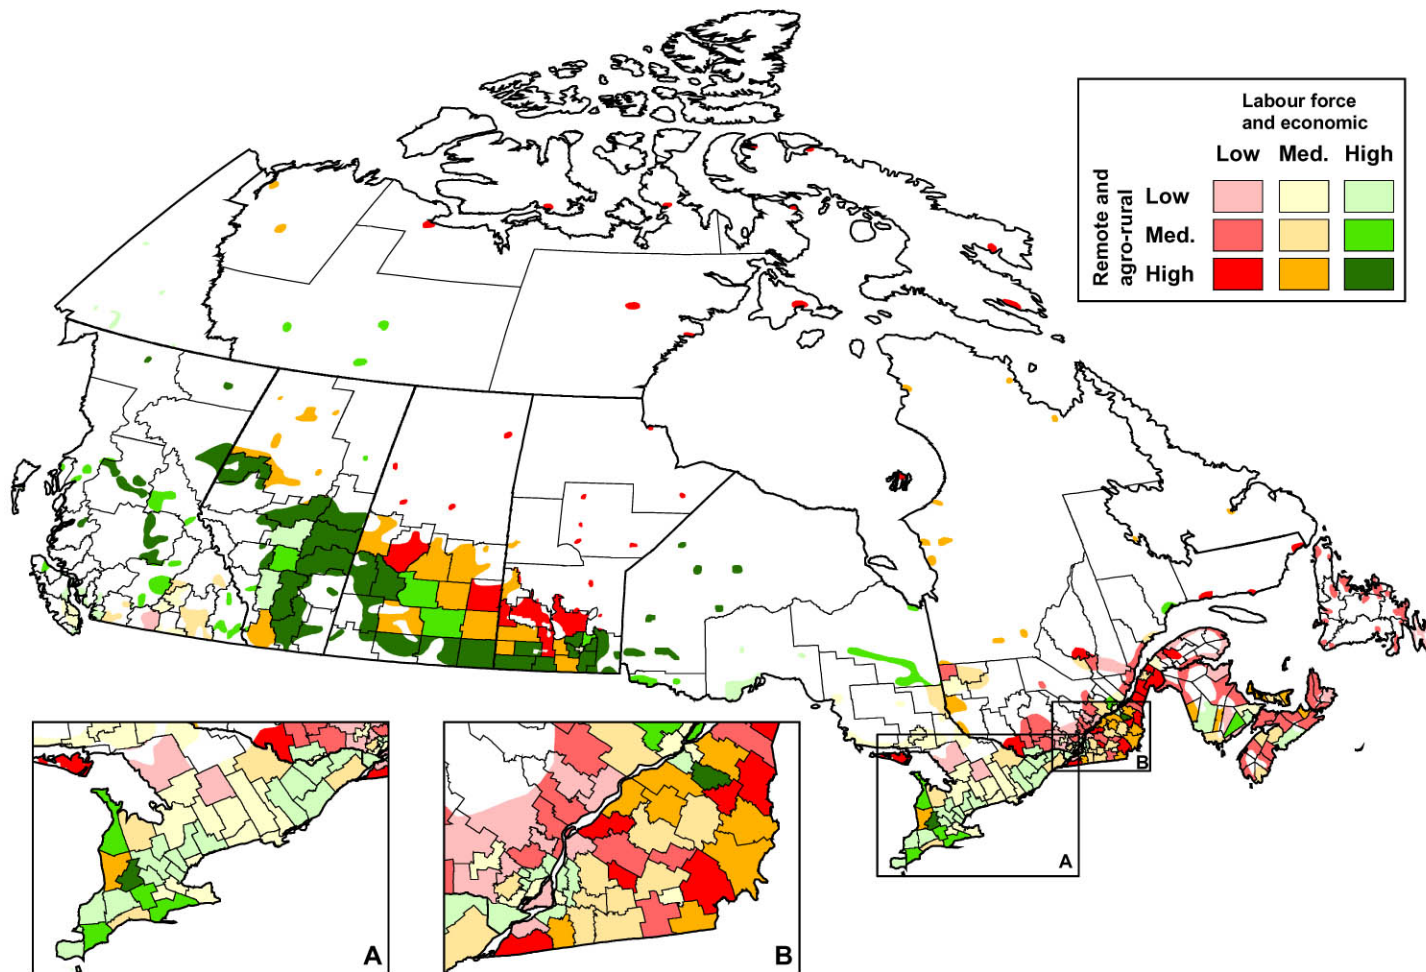 Labour force
and economic
Low Med. High
Remote and
agro-rural
Low
Med.
High
B
A
A
B